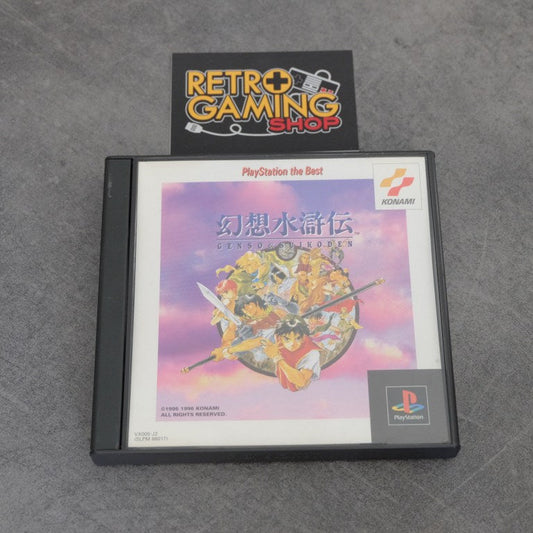 RETRO
GAMING
SHOP
PlayStation the Best
KONAMI
幻想水滸伝
GENSO SUIKODEN
©1995 1996 KONAMI
ALL RIGHTS RESERVED.
PlayStation